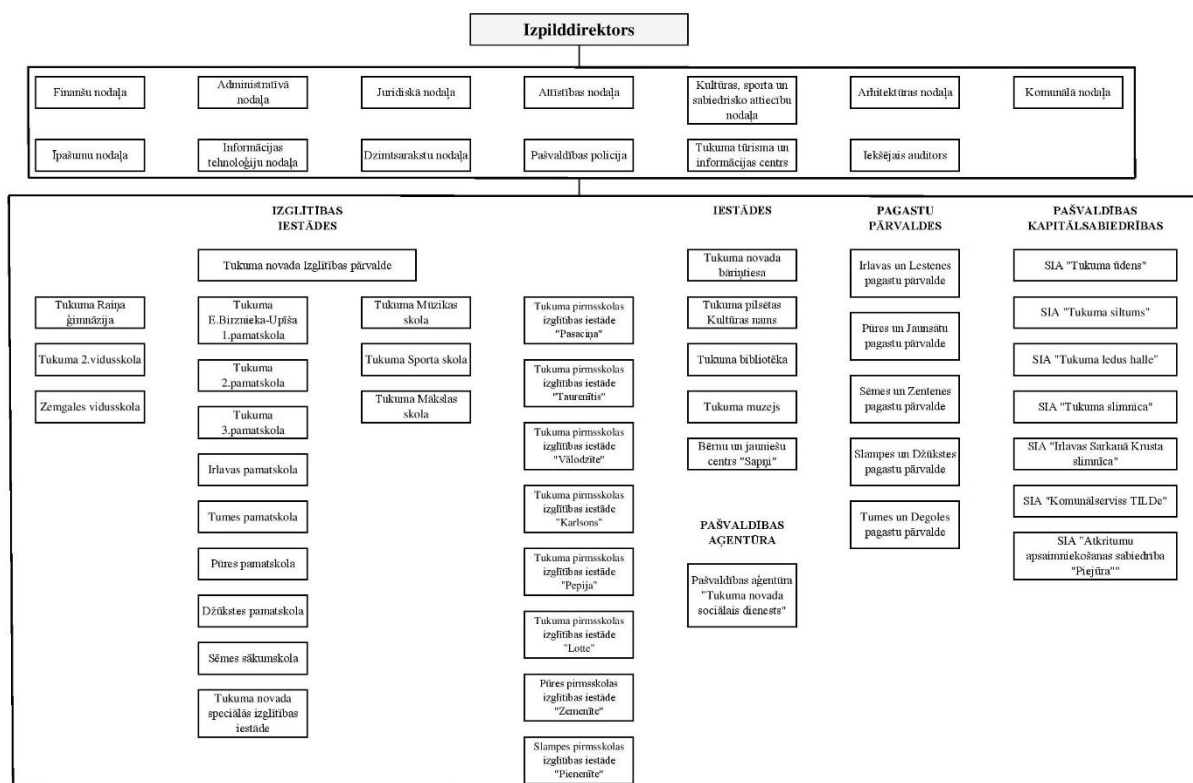 Izpilddirektors
Finanšu nodaļa
Administratīvā
nodaļa
Juridiskā nodaļa
Attīstības nodaļa
Kultūras, sporta un
sabiedrisko attiecību
nodaļa
Arhitektūras nodaļa
Komunālā nodaļa
Īpašumu nodaļa
Informācijas
tehnoloģiju nodaļa
Dzimtsarakstu nodaļa
Pašvaldības policija
Tukuma tūrisma un
informācijas centrs
Iekšējais auditors
IZGLĪTĪBAS
IESTĀDES
Tukuma novada Izglītības pārvalde
Tukuma Raiņa
ģimnāzija
Tukuma 2.vidusskola
Zemgales vidusskola
Tukuma
E.Birznieka-Upīša
1.pamatskola
Tukuma
2.pamatskola
Tukuma
3.pamatskola
Irlavas pamatskola
Tumes pamatskola
Pūres pamatskola
Džūkstes pamatskola
Sēmes sākumskola
Tukuma novada
speciālās izglītības
iestāde
Tukuma Mūzikas
skola
Tukuma Sporta skola
Tukuma Mākslas
skola
Tukuma pirmsskolas
izglītības iestāde
"Pasaciņa"
Tukuma pirmsskolas
izglītības iestāde
"Taurenītis"
Tukuma pirmsskolas
izglītības iestāde
"Vālodzīte"
Tukuma pirmsskolas
izglītības iestāde
"Karlsons"
Tukuma pirmsskolas
izglītības iestāde
"Pepija"
Tukuma pirmsskolas
izglītības iestāde
"Lotte"
Pūres pirmsskolas
izglītības iestāde
"Zemenīte"
Slampes pirmsskolas
izglītības iestāde
"Pienenīte"
IESTĀDES
Tukuma novada
bāriņtiesa
Tukuma pilsētas
Kultūras nams
Tukuma bibliotēka
Tukuma muzejs
Bērnu un jauniešu
centrs "Sapņi"
PAŠVALDĪBAS
AĢENTŪRA
Pašvaldības aģentūra
"Tukuma novada
sociālais dienests"
PAGASTU
PĀRVALDES
Irlavas un Lestenes
pagastu pārvalde
Pūres un Jaunsātu
pagastu pārvalde
Sēmes un Zentenes
pagastu pārvalde
Slampes un Džūkstes
pagastu pārvalde
Tumes un Degoles
pagastu pārvalde
PAŠVALDĪBAS
KAPITĀLSABIEDRĪBAS
SIA "Tukuma ūdens"
SIA "Tukuma siltums"
SIA "Tukuma ledus halle"
SIA "Tukuma slimnīca"
SIA "Irlavas Sarkanā Krusta
slimnīca"
SIA "Komunālserviss TILDe"
SIA "Atkritumu
apsaimniekošanas sabiedrība
"Piejūra""